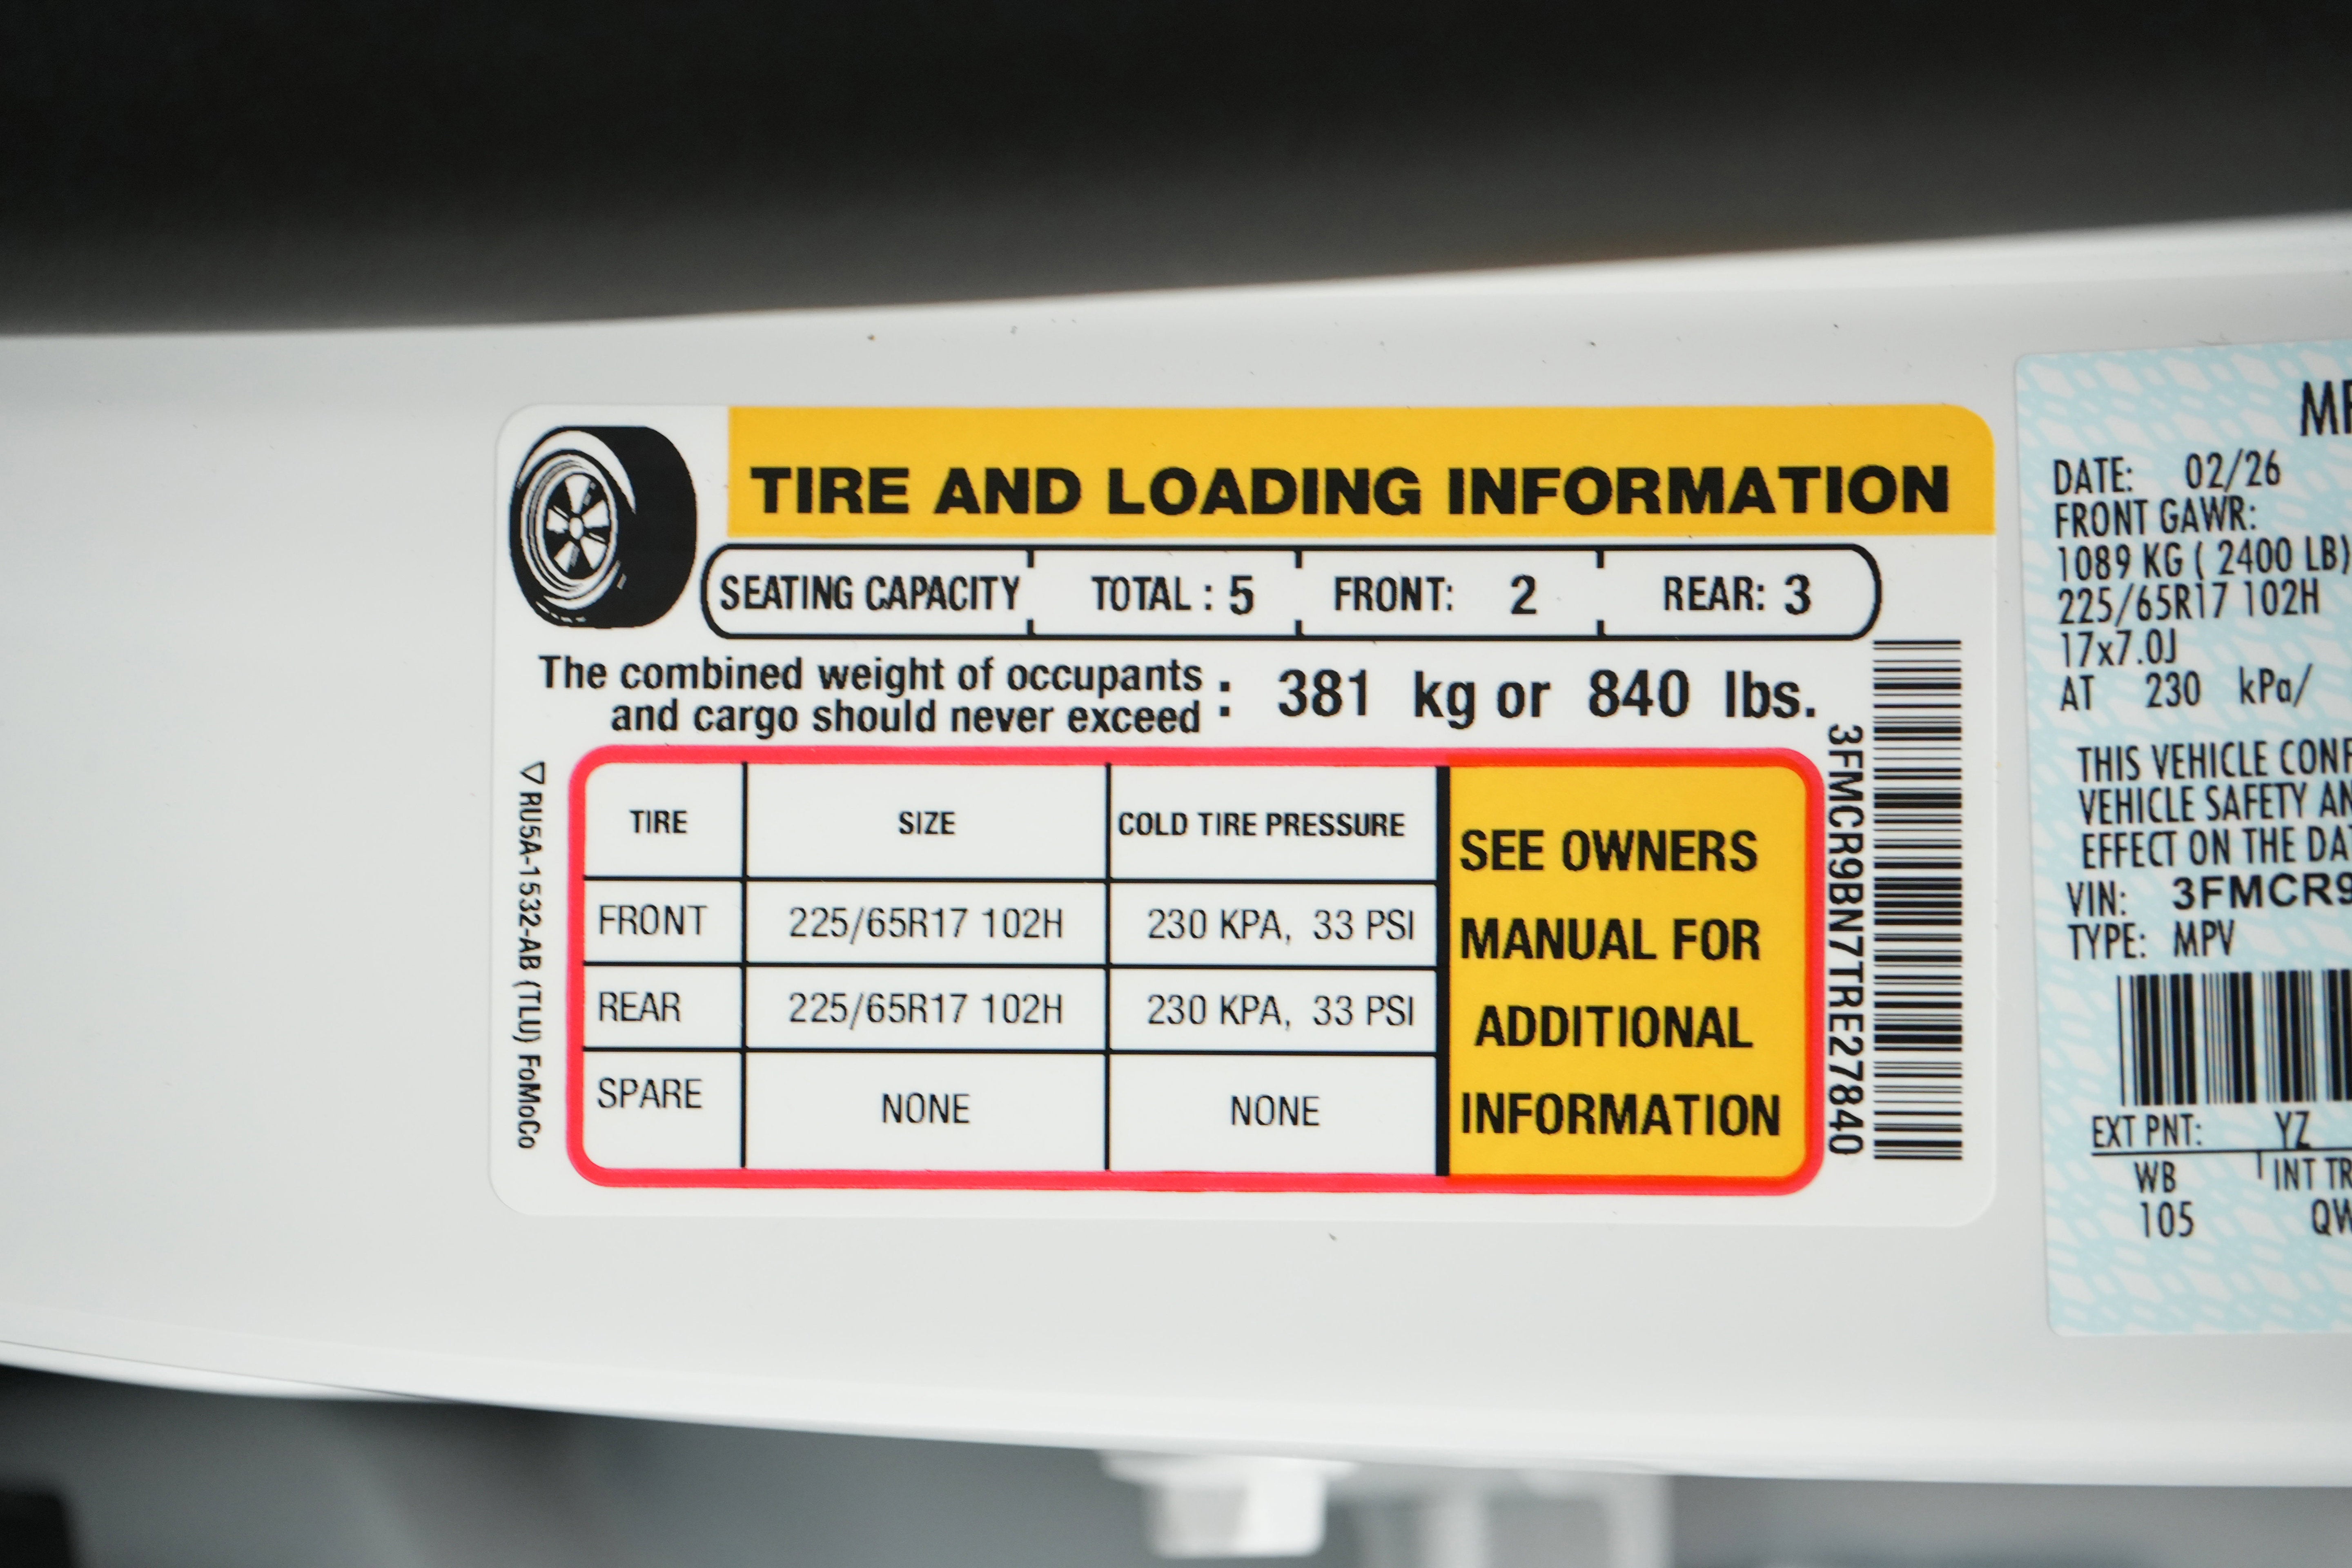 TIRE AND LOADING INFORMATION
SEATING CAPACITY TOTAL : 5 FRONT: 2 REAR: 3
The combined weight of occupants
and cargo should never exceed : 381 kg or 840 lbs.
TIRE SIZE COLD TIRE PRESSURE
FRONT 225/65R17 102H 230 KPA, 33 PSI
REAR 225/65R17 102H 230 KPA, 33 PSI
SPARE NONE NONE
SEE OWNERS
MANUAL FOR
ADDITIONAL
INFORMATION
RU5A-1532-AB (TLU) FoMoCo
3FMCR9BN7TRE27840
DATE: 02/26
FRONT GAWR:
1089 KG ( 2400 LB)
225/65R17 102H
17x7.0J
AT 230 kPa/
THIS VEHICLE CONF
VEHICLE SAFETY AN
EFFECT ON THE DA
VIN: 3FMCR9
TYPE: MPV
EXT PNT: YZ
WB INT TR
105 QW